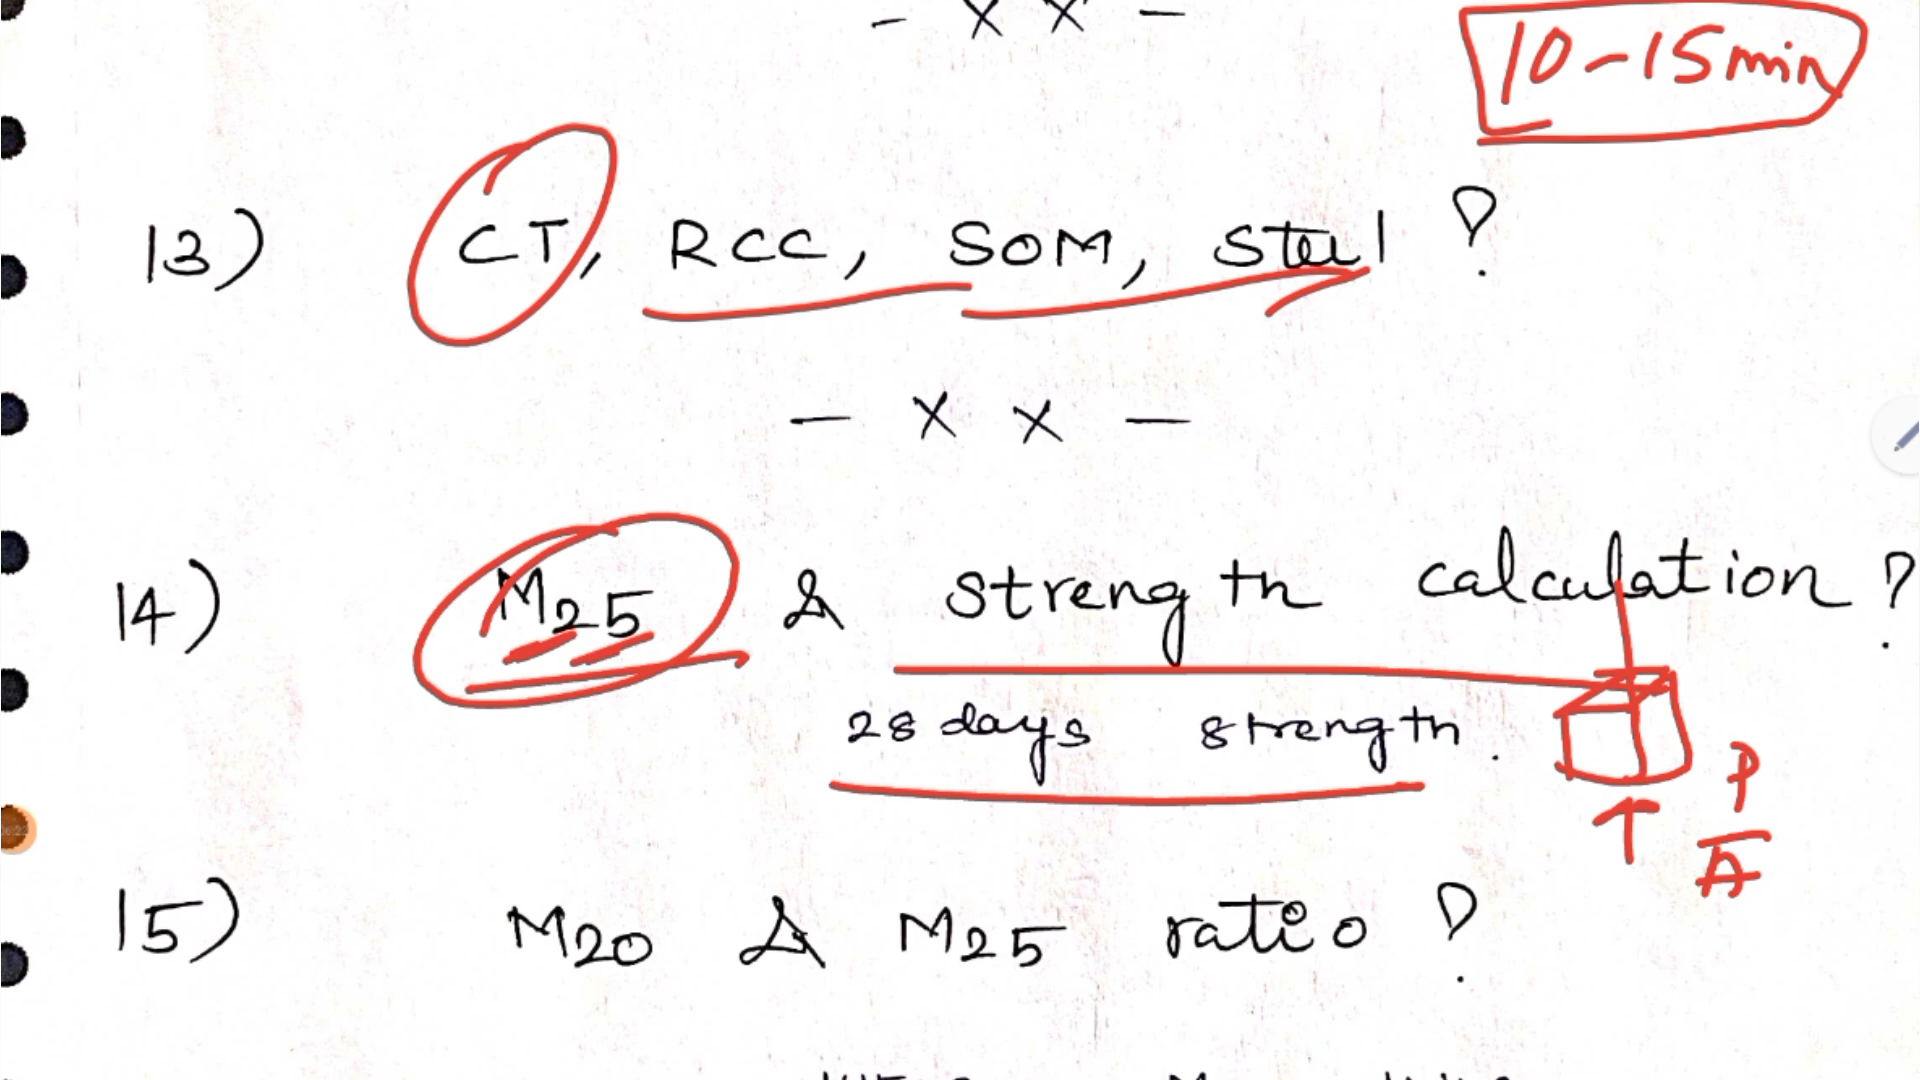 - X X -
10-15min
13) CT, RCC, SOM, Steel ?
- X X -
14) M25 & strength calculation ?
28 days strength.
P
A
15) M20 & M25 ratio ?